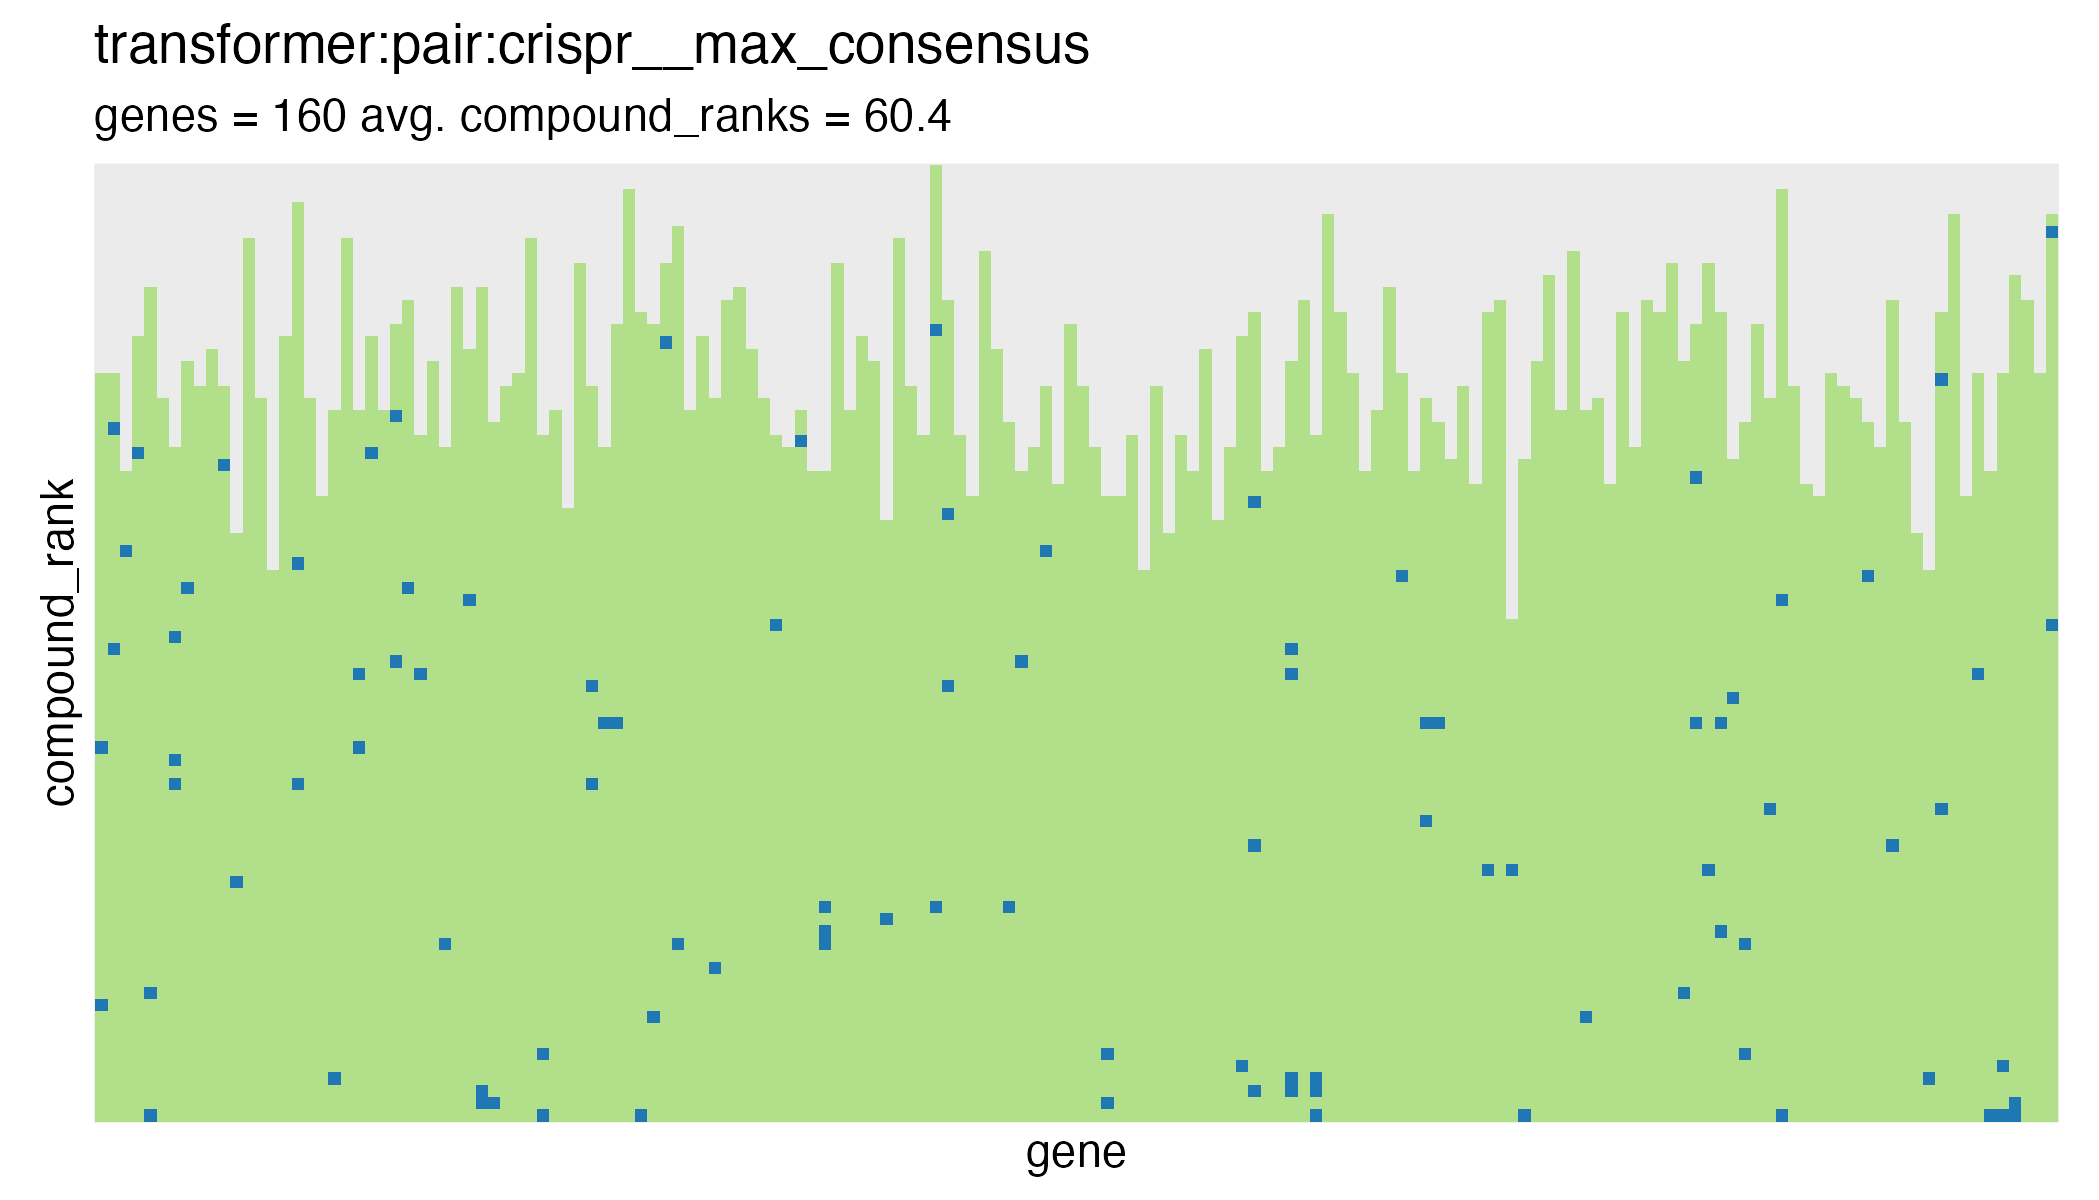 transformer:pair:crispr__max_consensus
genes = 160 avg. compound_ranks = 60.4
compound_rank
gene